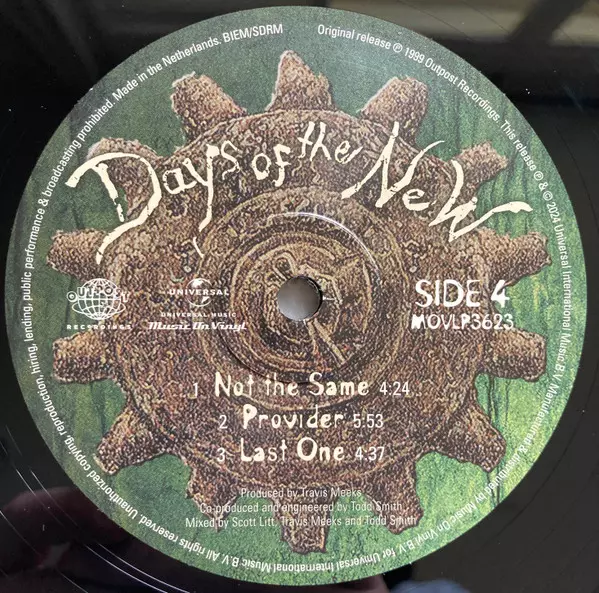 Days of the New
SIDE 4
MOVLP3623
OUTPOST
RECORDINGS
UNIVERSAL
UNIVERSAL MUSIC
Music On Vinyl
1 Not the Same 4:24
2 Provider 5:53
3 Last One 4:37
Produced by Travis Meeks
Co-produced and engineered by Todd Smith
Mixed by Scott Litt, Travis Meeks and Todd Smith
Original release ℗ 1999 Outpost Recordings. This release ℗ & © 2024 Universal International Music B.V. Manufactured & distributed by Music On Vinyl B.V. for Universal International Music B.V. All rights reserved. Unauthorized copying, reproduction, hiring, lending, public performance & broadcasting prohibited. Made in the Netherlands. BIEM/SDRM